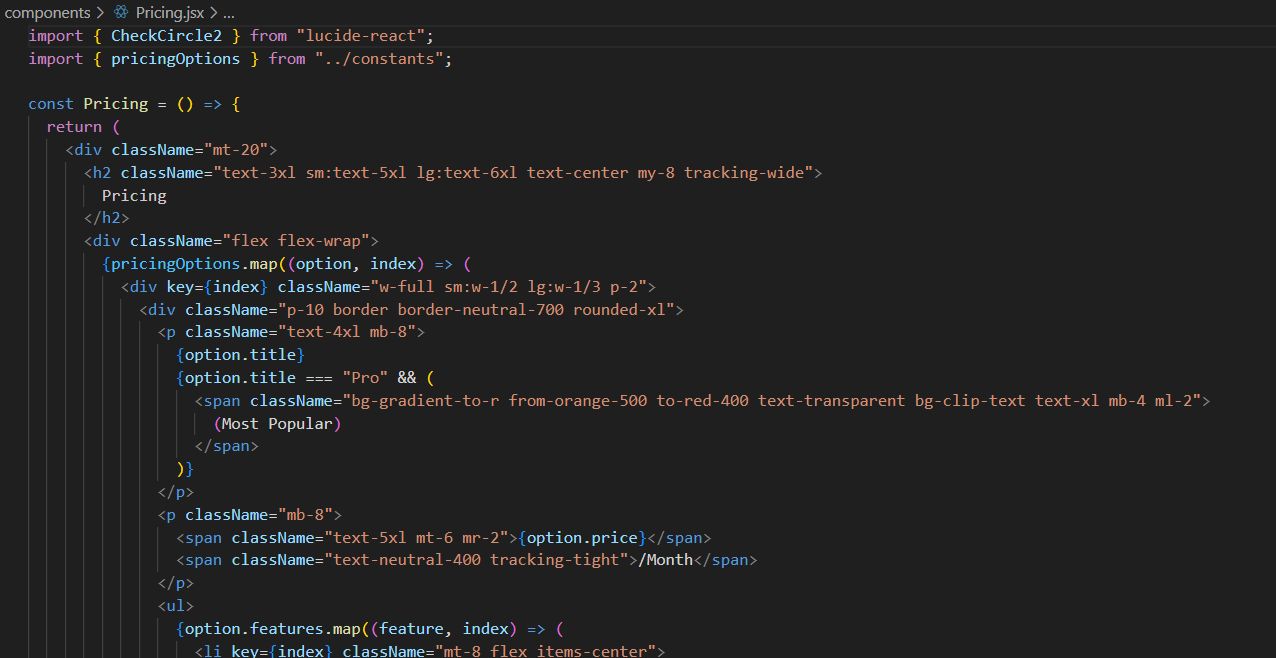 components > Pricing.jsx > ...
import { CheckCircle2 } from "lucide-react";
import { pricingOptions } from "../constants";
const Pricing = () => {
return (
<div className="mt-20">
<h2 className="text-3xl sm:text-5xl lg:text-6xl text-center my-8 tracking-wide">
Pricing
</h2>
<div className="flex flex-wrap">
{pricingOptions.map((option, index) => (
<div key={index} className="w-full sm:w-1/2 lg:w-1/3 p-2">
<div className="p-10 border border-neutral-700 rounded-xl">
<p className="text-4xl mb-8">
{option.title}
{option.title === "Pro" && (
<span className="bg-gradient-to-r from-orange-500 to-red-400 text-transparent bg-clip-text text-xl mb-4 ml-2">
(Most Popular)
</span>
)}
</p>
<p className="mb-8">
<span className="text-5xl mt-6 mr-2">{option.price}</span>
<span className="text-neutral-400 tracking-tight">/Month</span>
</p>
<ul>
{option.features.map((feature, index) => (
<li key={index} className="mt-8 flex items-center">